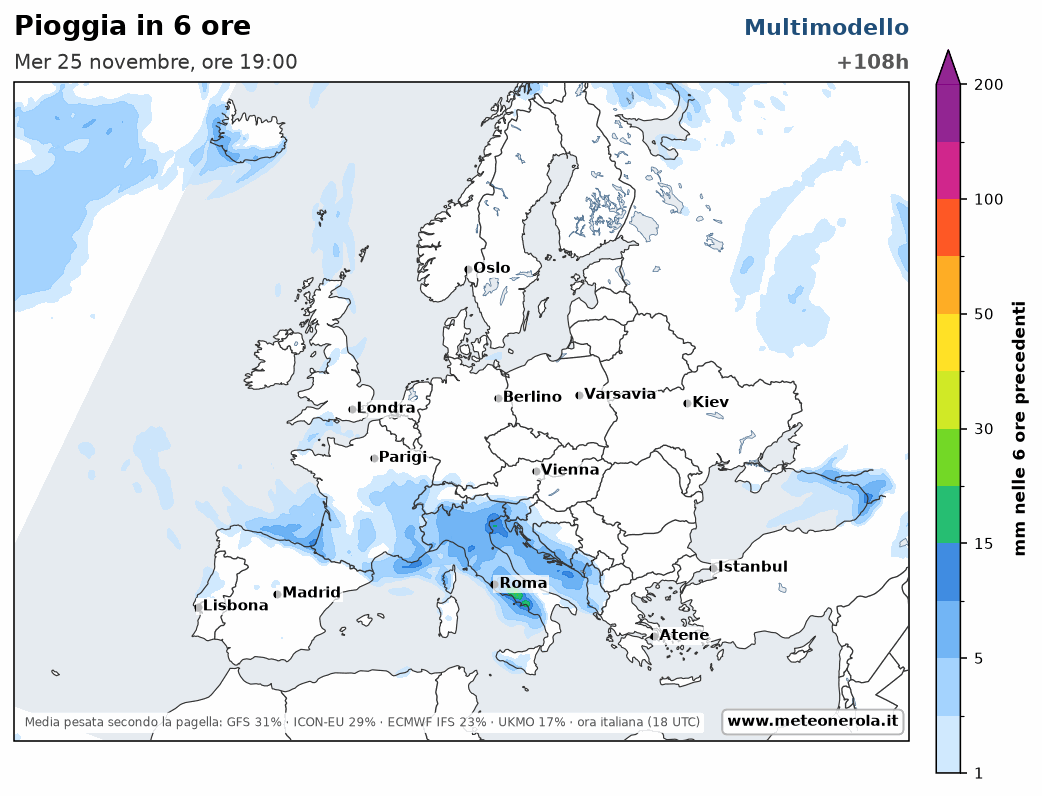 Pioggia in 6 ore
Multimodello
Mer 25 novembre, ore 19:00
+108h
200
100
50
30
15
5
1
mm nelle 6 ore precedenti
Oslo
Berlino
Varsavia
Kiev
Londra
Parigi
Vienna
Istanbul
Roma
Madrid
Lisbona
Atene
Media pesata secondo la pagella: GFS 31% · ICON-EU 29% · ECMWF IFS 23% · UKMO 17% · ora italiana (18 UTC)
www.meteonerola.it